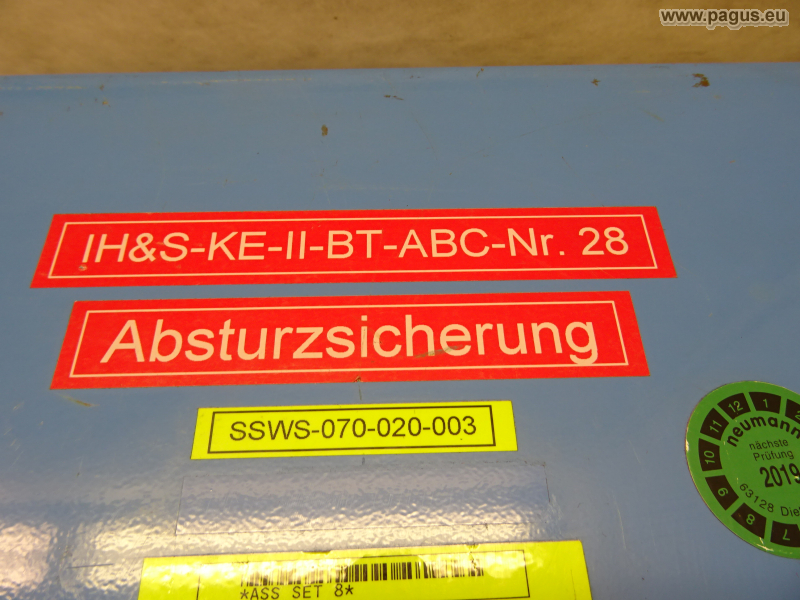 www.pagus.eu
IH&S-KE-II-BT-ABC-Nr. 28
Absturzsicherung
SSWS-070-020-003
*ASS SET 8*
neumann
nächste
Prüfung
2019
63128
12 1 2
11
10
9
8
7